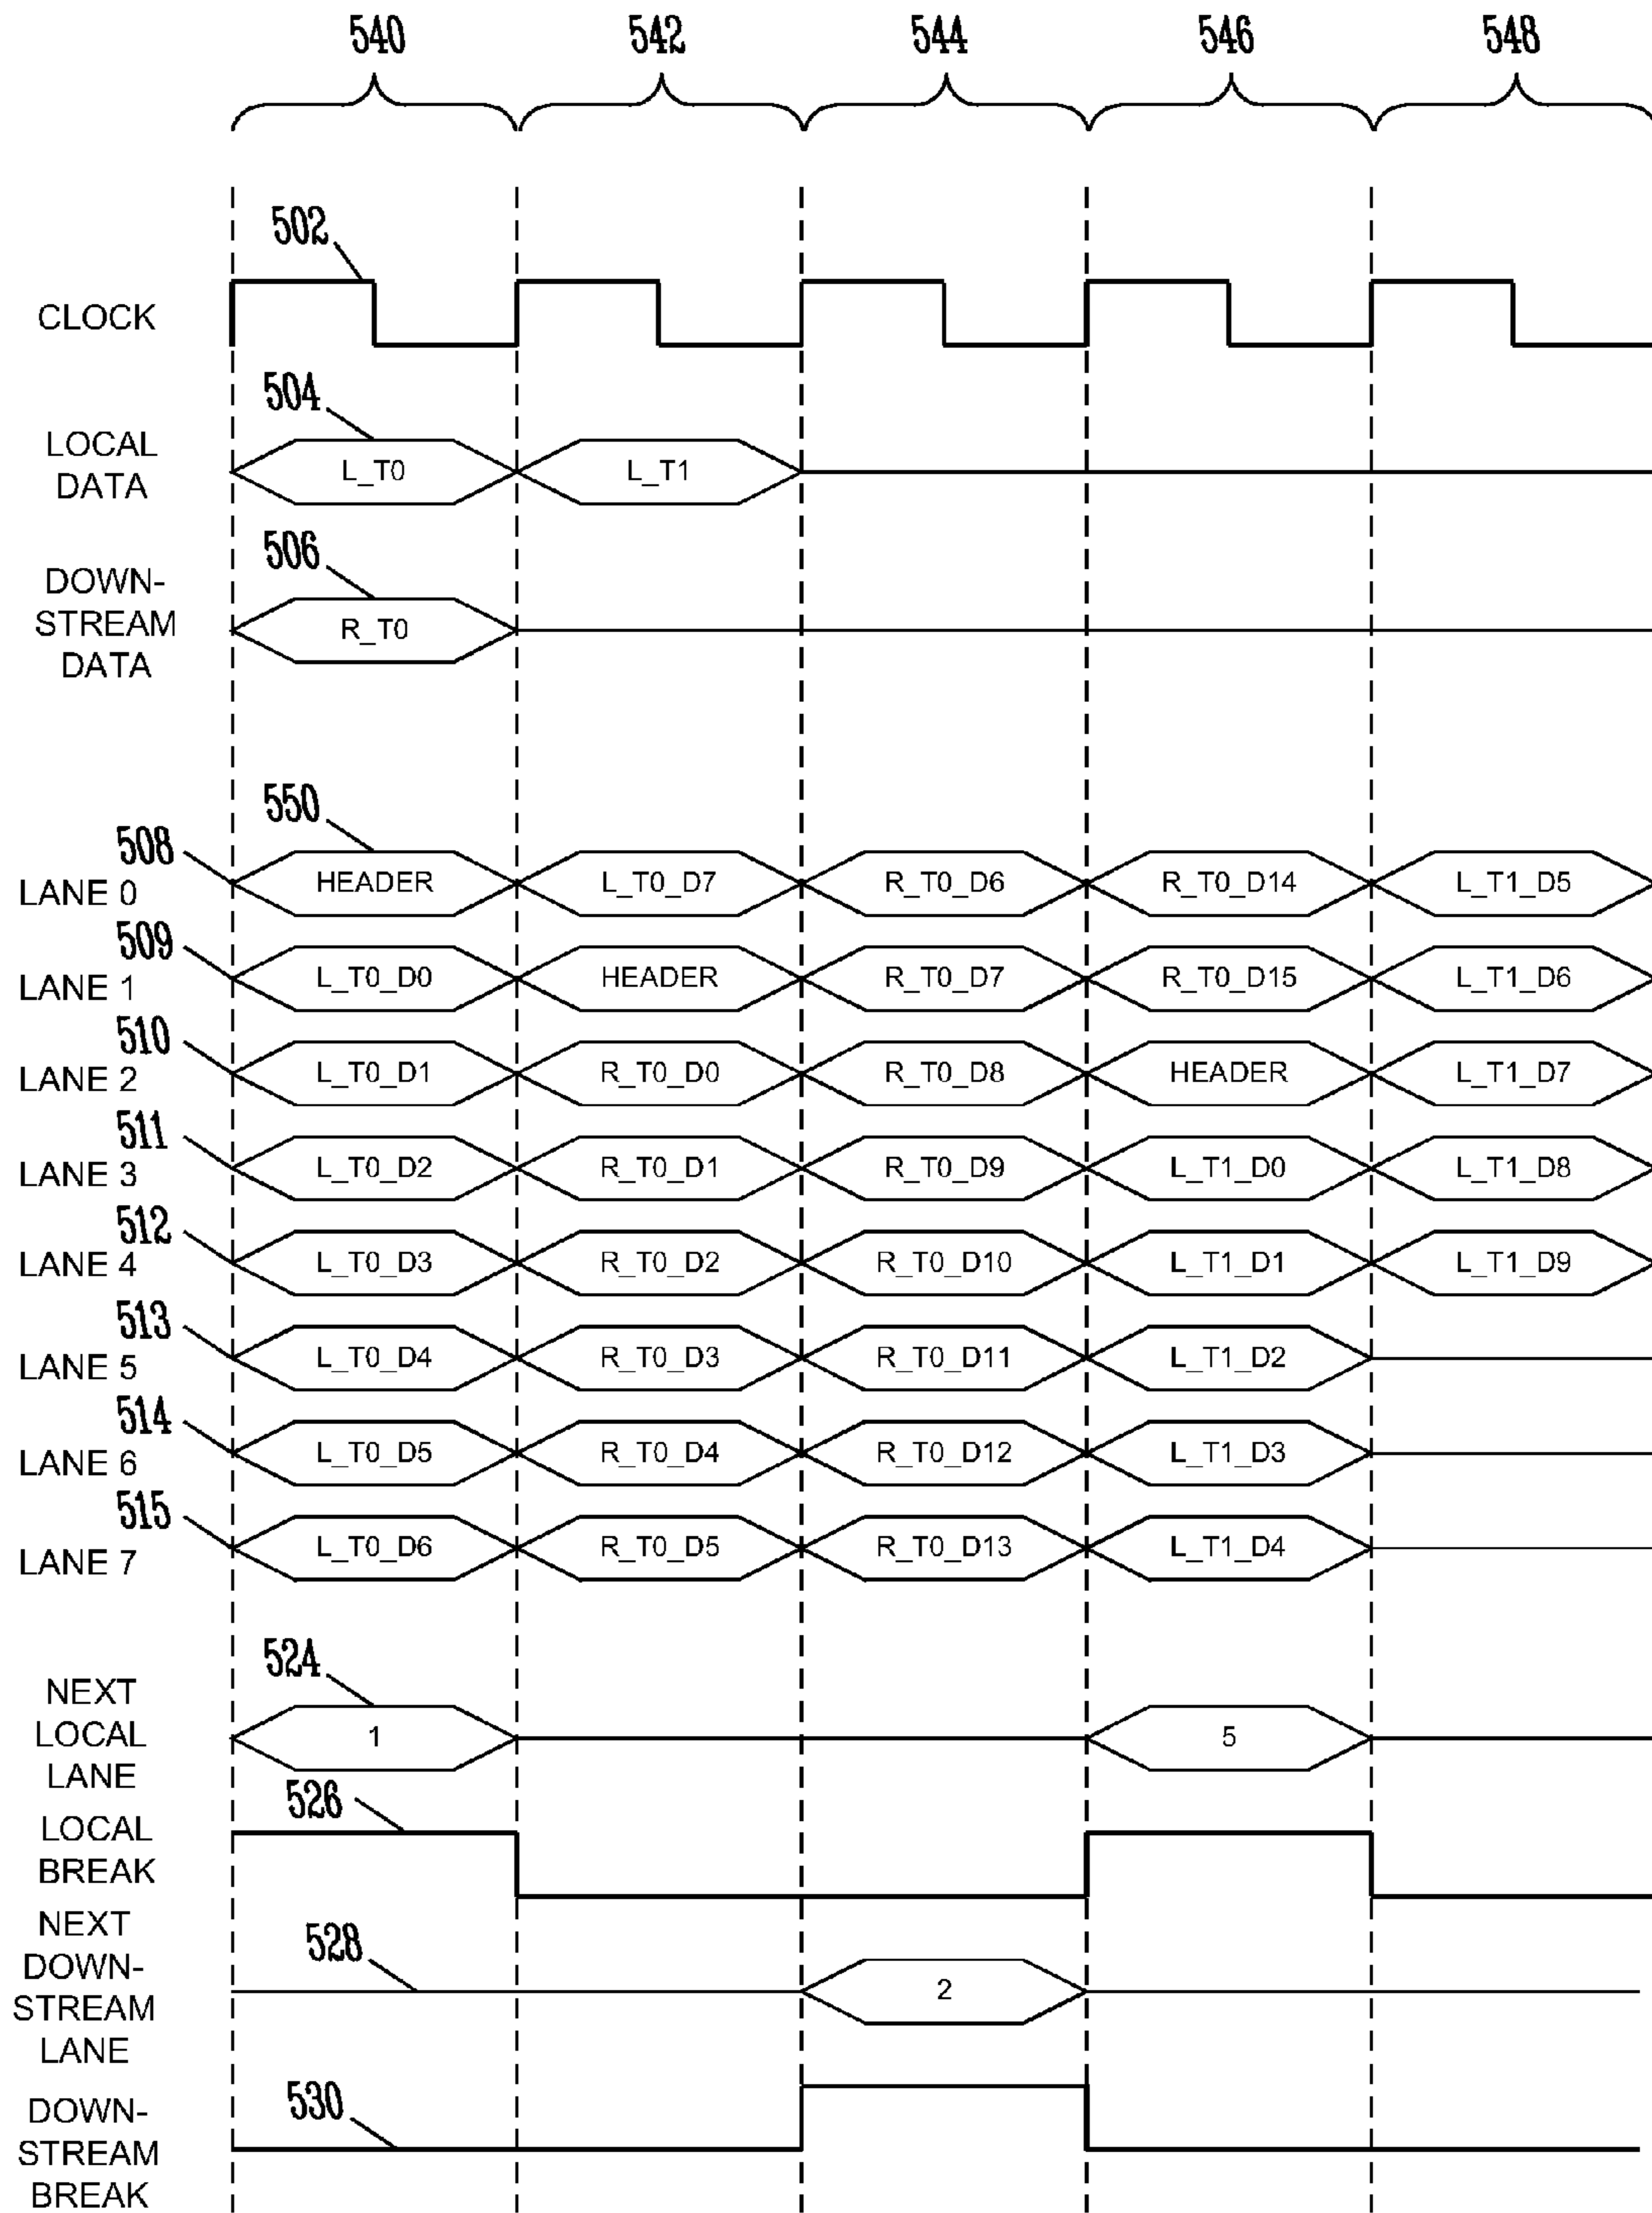 540 542 544 546 548
502
CLOCK
504
LOCAL
DATA
L_T0 L_T1
506
DOWN-
STREAM
DATA
R_T0
550
508
LANE 0 HEADER L_T0_D7 R_T0_D6 R_T0_D14 L_T1_D5
509
LANE 1 L_T0_D0 HEADER R_T0_D7 R_T0_D15 L_T1_D6
510
LANE 2 L_T0_D1 R_T0_D0 R_T0_D8 HEADER L_T1_D7
511
LANE 3 L_T0_D2 R_T0_D1 R_T0_D9 L_T1_D0 L_T1_D8
512
LANE 4 L_T0_D3 R_T0_D2 R_T0_D10 L_T1_D1 L_T1_D9
513
LANE 5 L_T0_D4 R_T0_D3 R_T0_D11 L_T1_D2
514
LANE 6 L_T0_D5 R_T0_D4 R_T0_D12 L_T1_D3
515
LANE 7 L_T0_D6 R_T0_D5 R_T0_D13 L_T1_D4
524
NEXT
LOCAL
LANE
1 5
526
LOCAL
BREAK
528
NEXT
DOWN-
STREAM
LANE
2
530
DOWN-
STREAM
BREAK